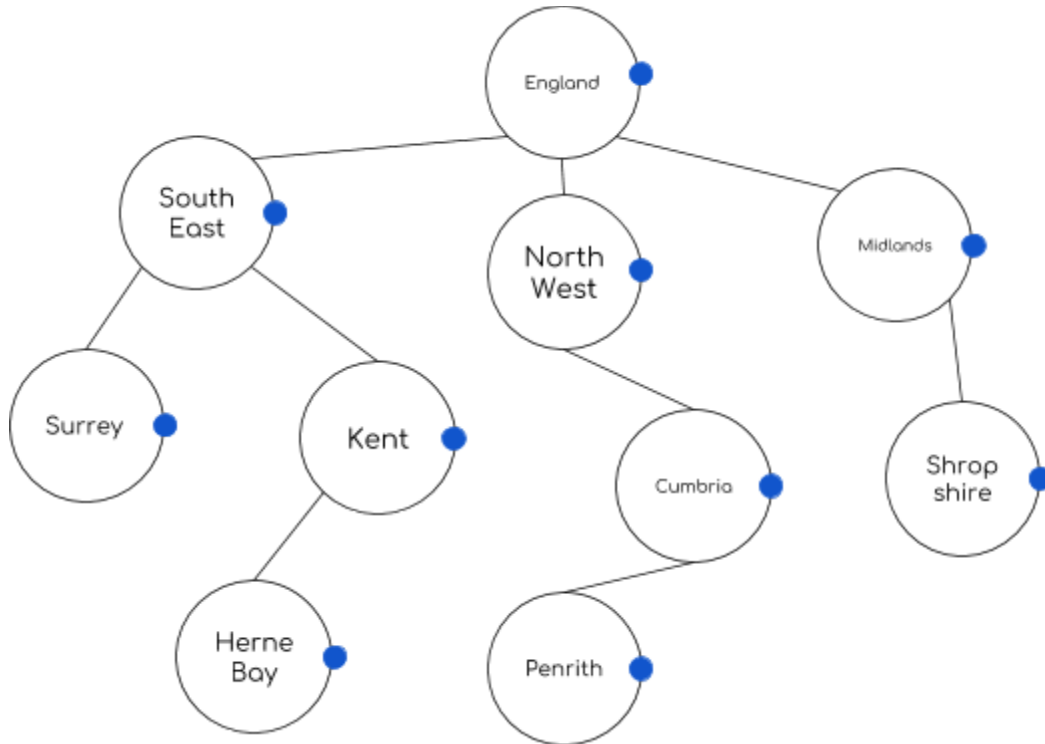 England
South
East
North
West
Midlands
Surrey
Kent
Cumbria
Shrop
shire
Herne
Bay
Penrith